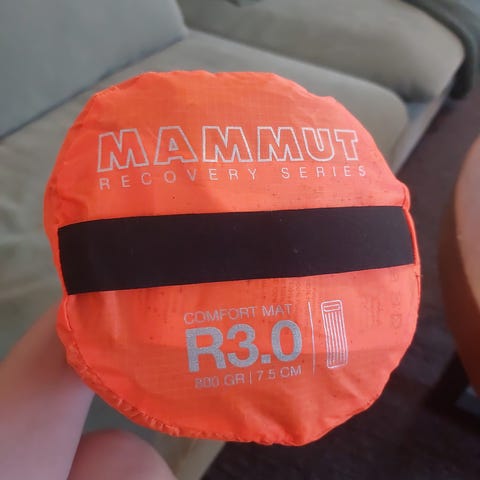 MAMMUT
RECOVERY SERIES
COMFORT MAT
R3.0
800 GR | 7.5 CM